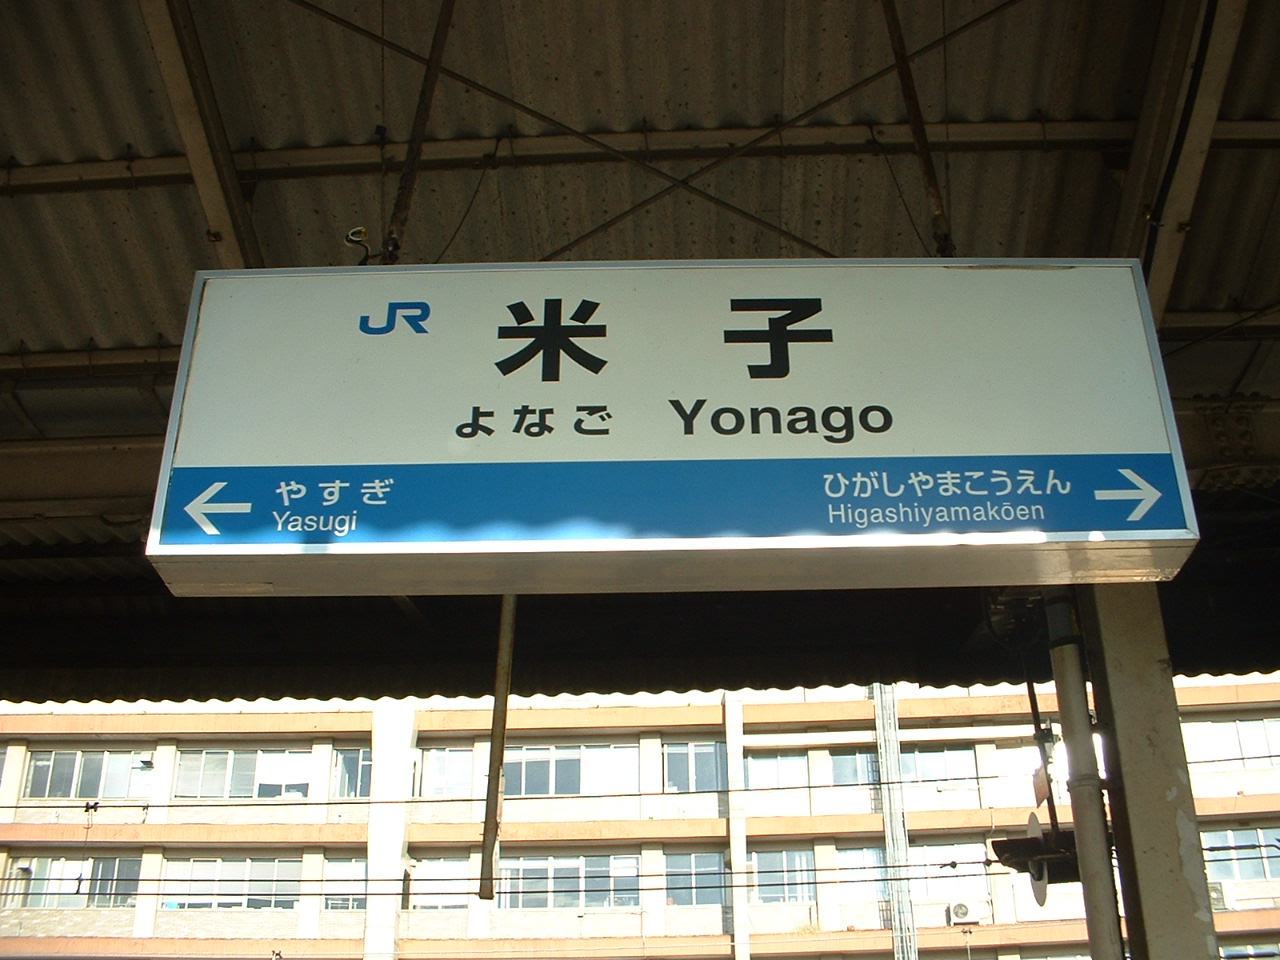 JR 米子
よなご Yonago
← やすぎ
Yasugi
ひがしやまこうえん →
Higashiyamakōen